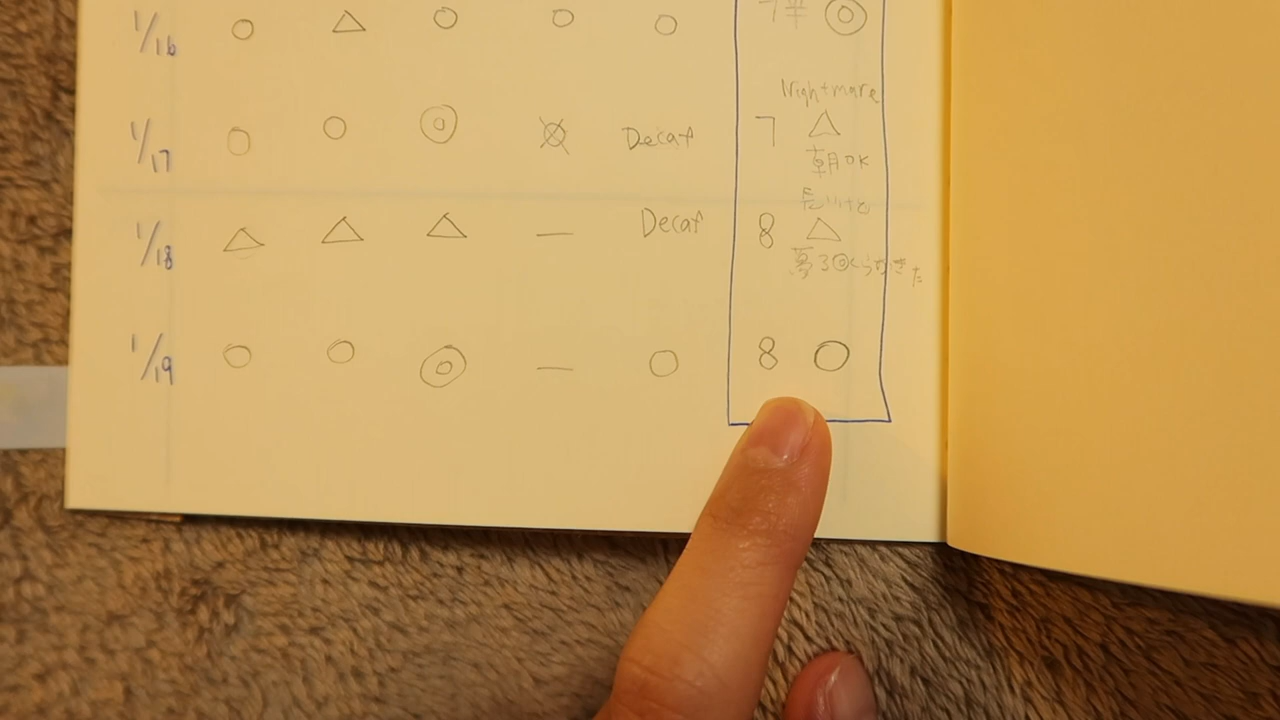 1/16 ○ △ ○ ○ ○ 7半 ◎
Nightmare
1/17 ○ ○ ◎ Decaf 7 △
朝OK
長いけど
1/18 △ △ △ — Decaf 8 △
夢3回くらいきた
1/19 ○ ○ ◎ — ○ 8 ○